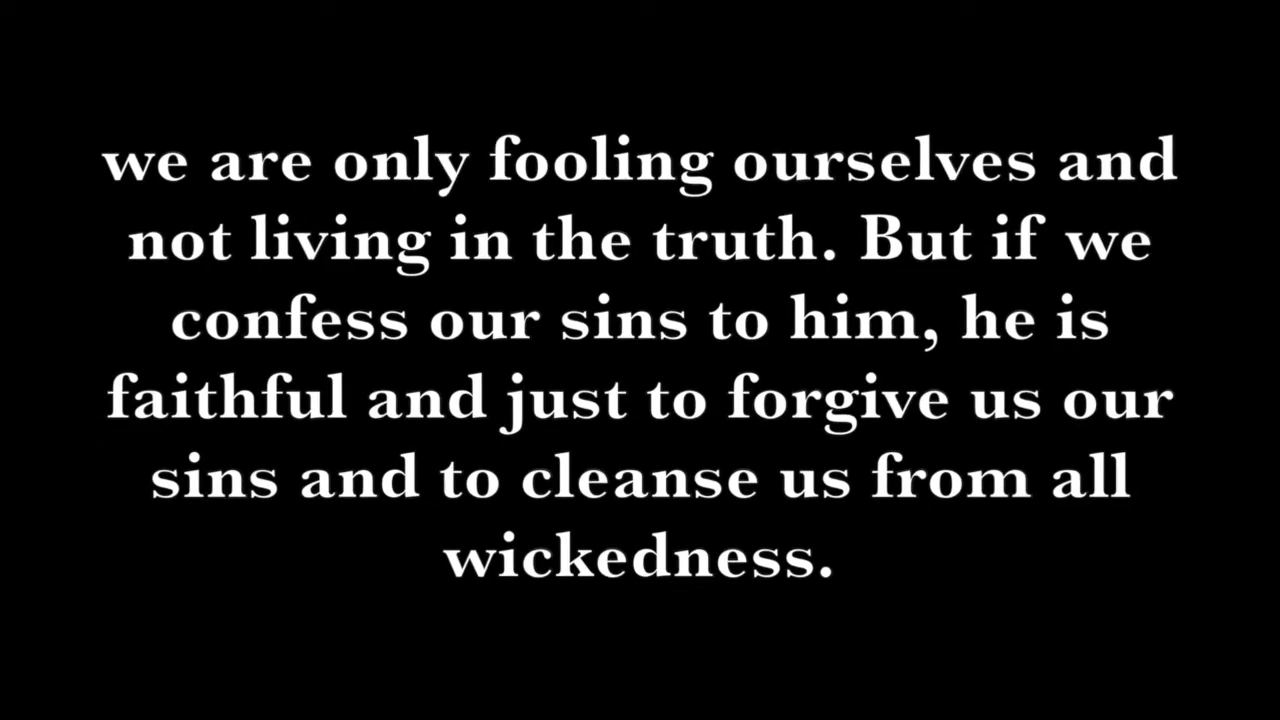 we are only fooling ourselves and
not living in the truth. But if we
confess our sins to him, he is
faithful and just to forgive us our
sins and to cleanse us from all
wickedness.